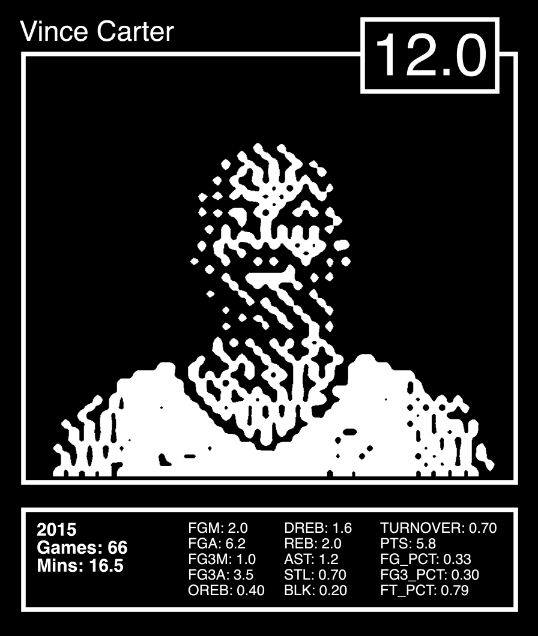 Vince Carter
12.0
2015
Games: 66
Mins: 16.5
FGM: 2.0
FGA: 6.2
FG3M: 1.0
FG3A: 3.5
OREB: 0.40
DREB: 1.6
REB: 2.0
AST: 1.2
STL: 0.70
BLK: 0.20
TURNOVER: 0.70
PTS: 5.8
FG_PCT: 0.33
FG3_PCT: 0.30
FT_PCT: 0.79